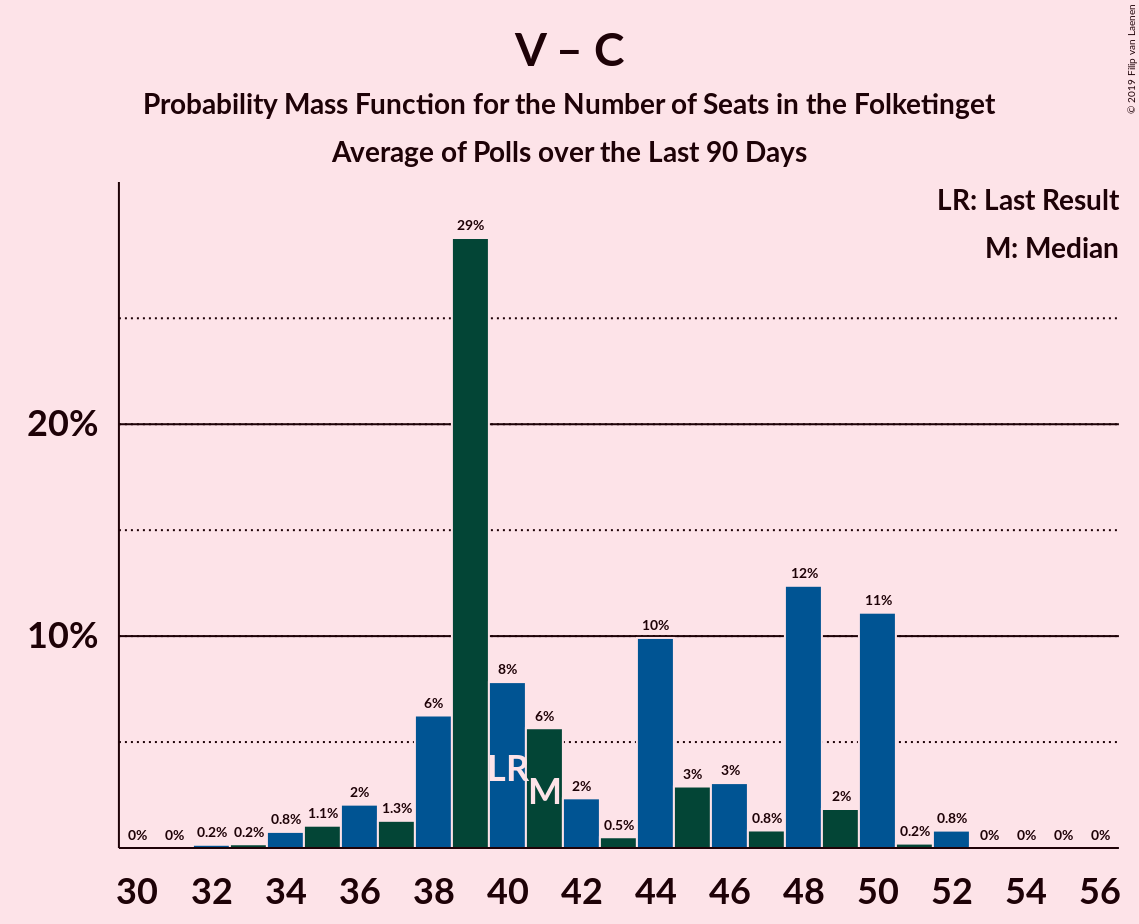 V – C
Probability Mass Function for the Number of Seats in the Folketinget
Average of Polls over the Last 90 Days
© 2019 Filip van Laenen
LR: Last Result
M: Median
20%
10%
0% 0% 0.2% 0.2% 0.8% 1.1% 2% 1.3% 6% 29% 8% 6% 2% 0.5% 10% 3% 3% 0.8% 12% 2% 11% 0.2% 0.8% 0% 0% 0% 0%
LR
M
30 32 34 36 38 40 42 44 46 48 50 52 54 56